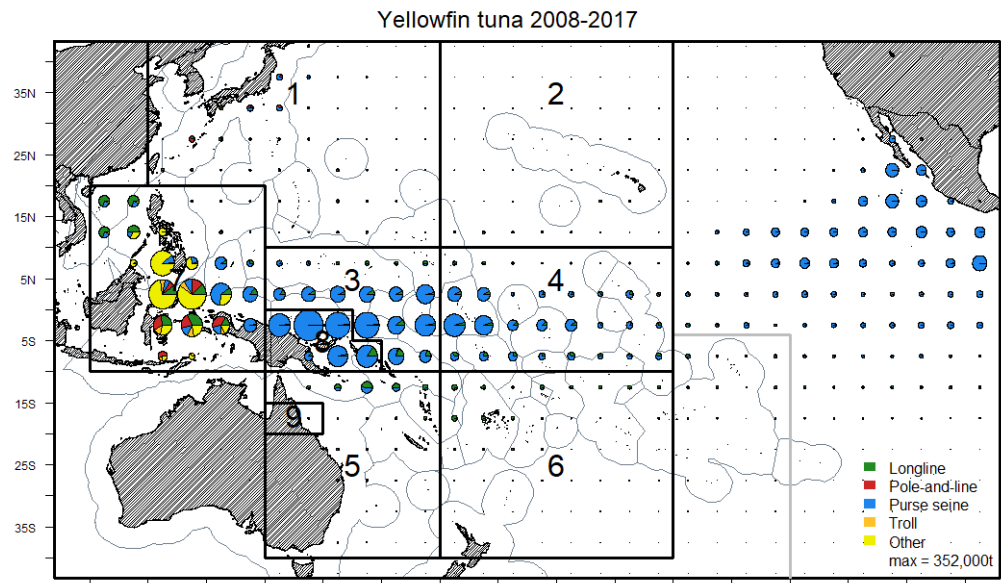 Yellowfin tuna 2008-2017
35N
1
2
25N
15N
5N
3
4
5S
8
15S
9
25S
5
6
35S
Longline
Pole-and-line
Purse seine
Troll
Other
max = 352,000t